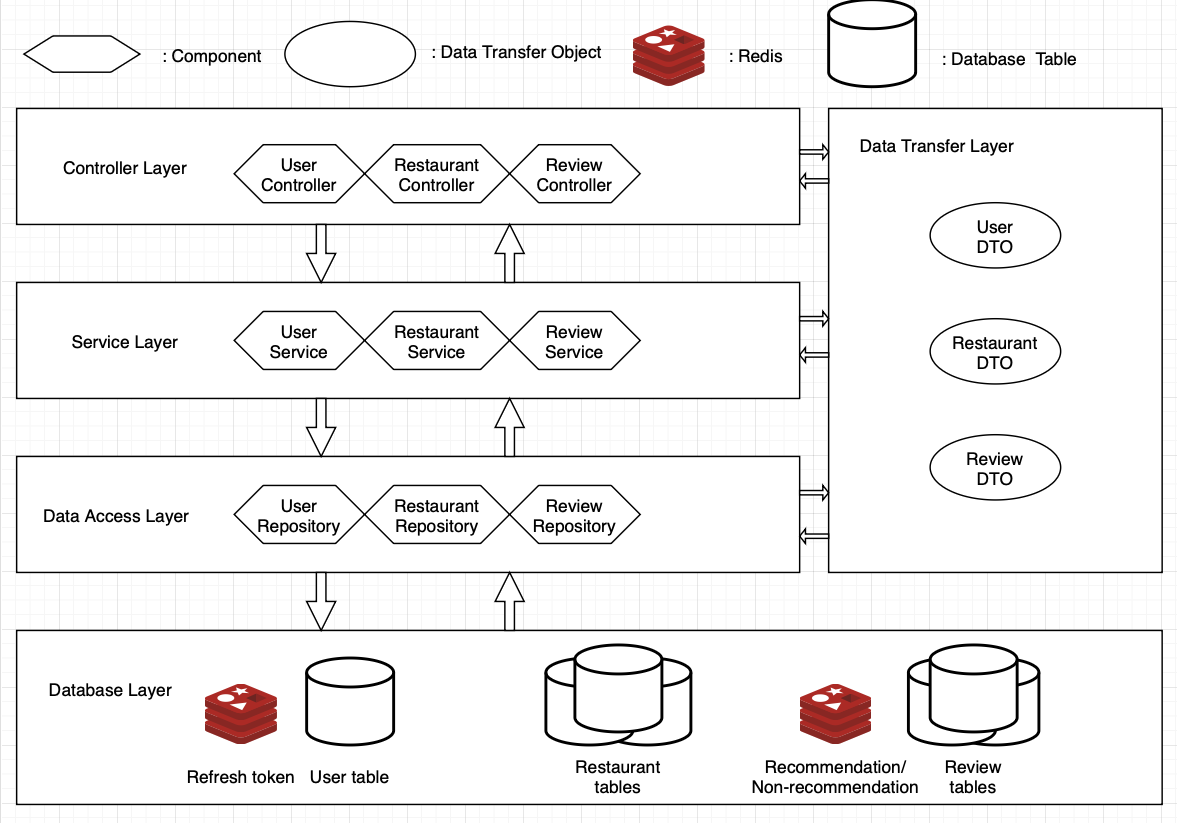 : Component
: Data Transfer Object
: Redis
: Database Table
Controller Layer
User
Controller
Restaurant
Controller
Review
Controller
Data Transfer Layer
User
DTO
Restaurant
DTO
Review
DTO
Service Layer
User
Service
Restaurant
Service
Review
Service
Data Access Layer
User
Repository
Restaurant
Repository
Review
Repository
Database Layer
Refresh token
User table
Restaurant
tables
Recommendation/
Non-recommendation
Review
tables